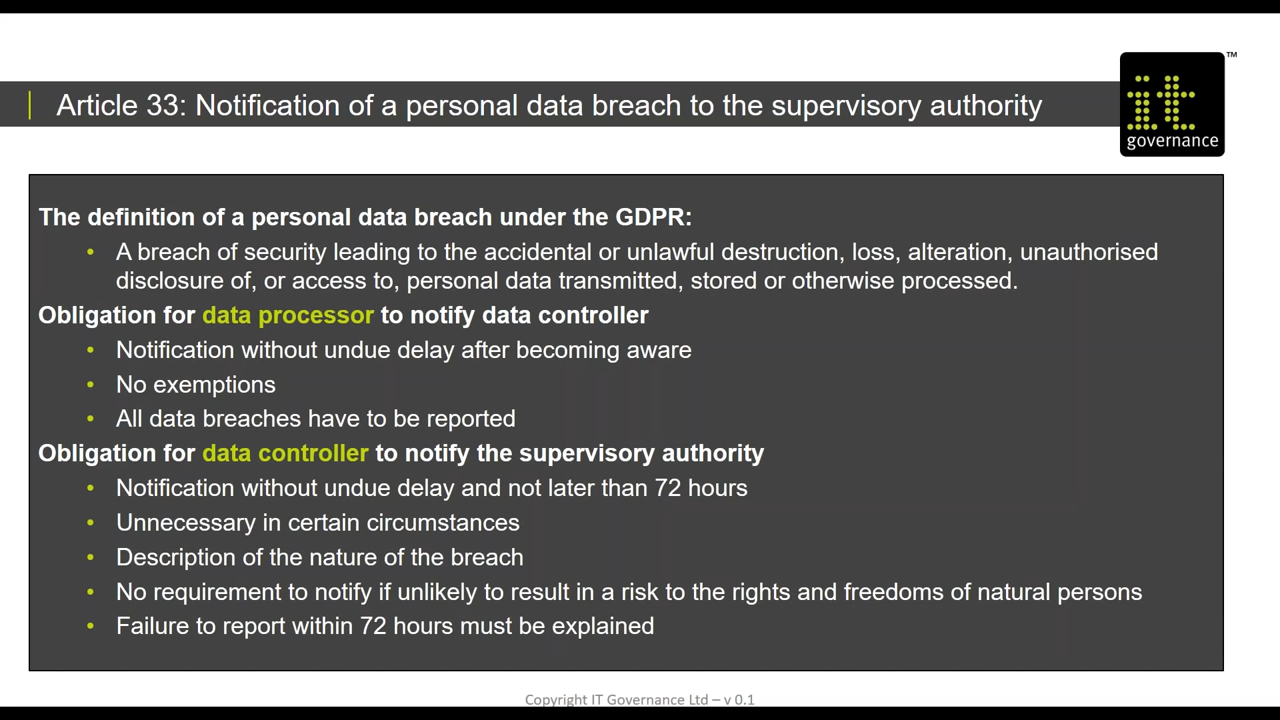 Article 33: Notification of a personal data breach to the supervisory authority
™
it
governance
The definition of a personal data breach under the GDPR:
• A breach of security leading to the accidental or unlawful destruction, loss, alteration, unauthorised
disclosure of, or access to, personal data transmitted, stored or otherwise processed.
Obligation for data processor to notify data controller
• Notification without undue delay after becoming aware
• No exemptions
• All data breaches have to be reported
Obligation for data controller to notify the supervisory authority
• Notification without undue delay and not later than 72 hours
• Unnecessary in certain circumstances
• Description of the nature of the breach
• No requirement to notify if unlikely to result in a risk to the rights and freedoms of natural persons
• Failure to report within 72 hours must be explained
Copyright IT Governance Ltd – v 0.1